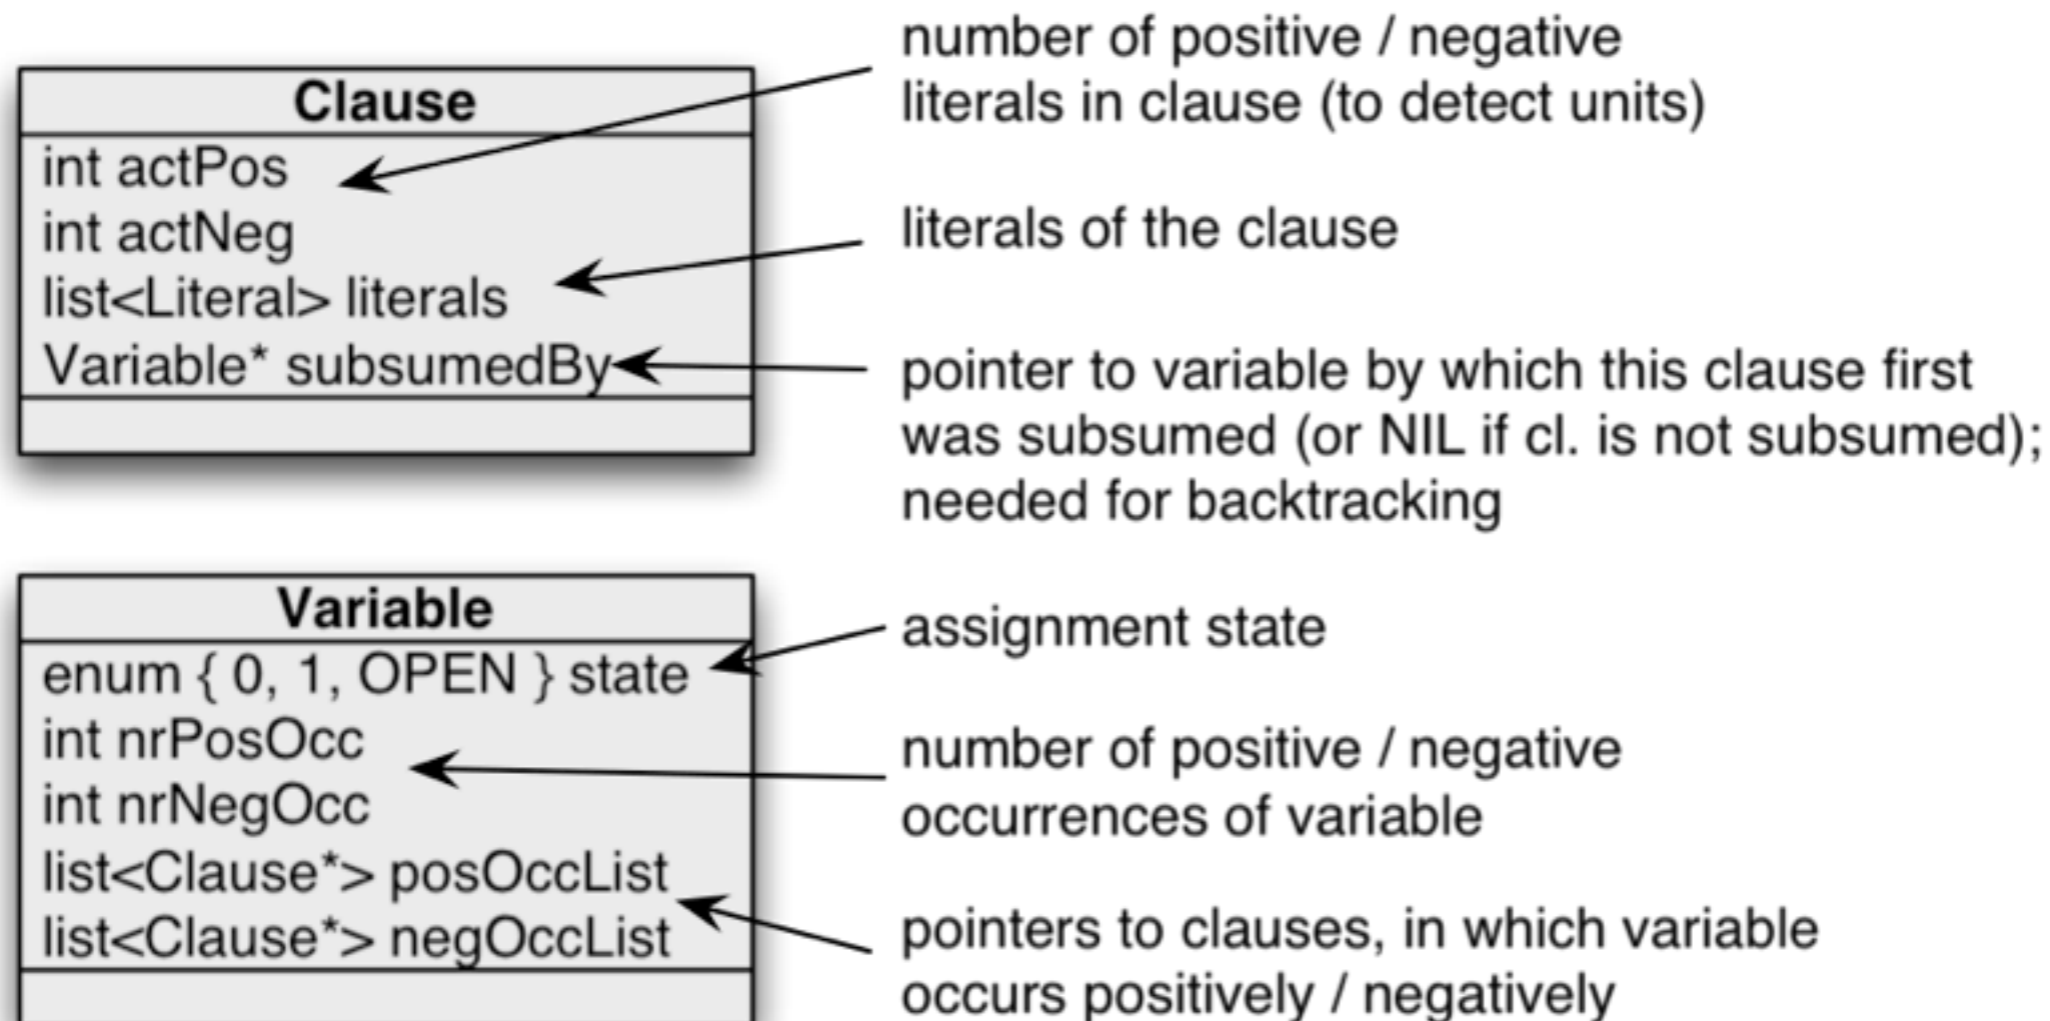 number of positive / negative
literals in clause (to detect units)
Clause
int actPos
int actNeg
list<Literal> literals
Variable* subsumedBy
literals of the clause
pointer to variable by which this clause first
was subsumed (or NIL if cl. is not subsumed);
needed for backtracking
Variable
enum { 0, 1, OPEN } state
int nrPosOcc
int nrNegOcc
list<Clause*> posOccList
list<Clause*> negOccList
assignment state
number of positive / negative
occurrences of variable
pointers to clauses, in which variable
occurs positively / negatively